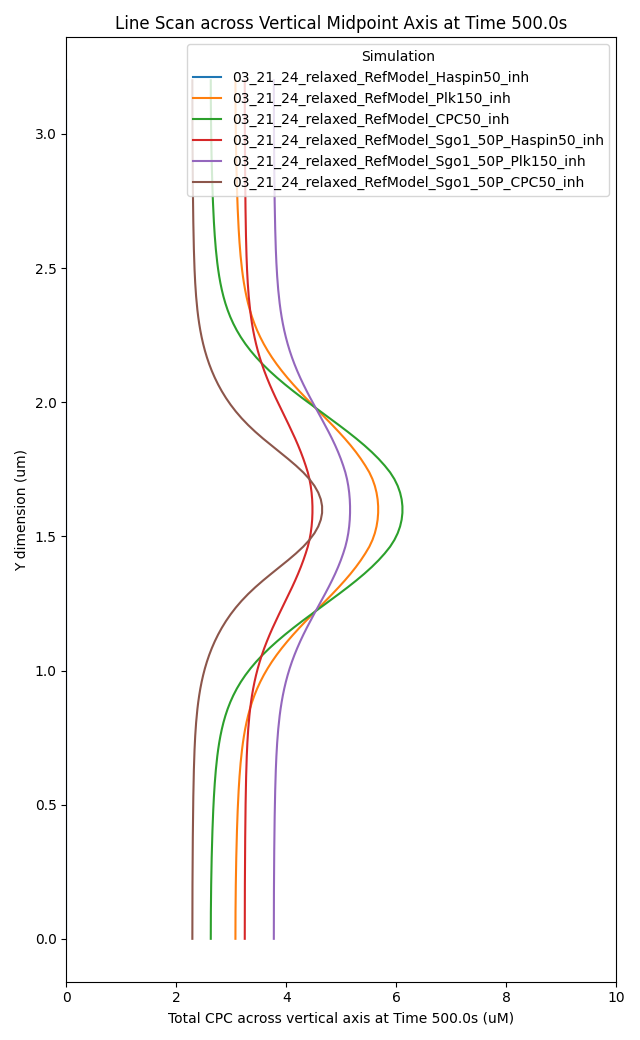 Line Scan across Vertical Midpoint Axis at Time 500.0s
Simulation
03_21_24_relaxed_RefModel_Haspin50_inh
03_21_24_relaxed_RefModel_Plk150_inh
03_21_24_relaxed_RefModel_CPC50_inh
03_21_24_relaxed_RefModel_Sgo1_50P_Haspin50_inh
03_21_24_relaxed_RefModel_Sgo1_50P_Plk150_inh
03_21_24_relaxed_RefModel_Sgo1_50P_CPC50_inh
3.0
2.5
2.0
1.5
1.0
0.5
0.0
Y dimension (um)
0 2 4 6 8 10
Total CPC across vertical axis at Time 500.0s (uM)